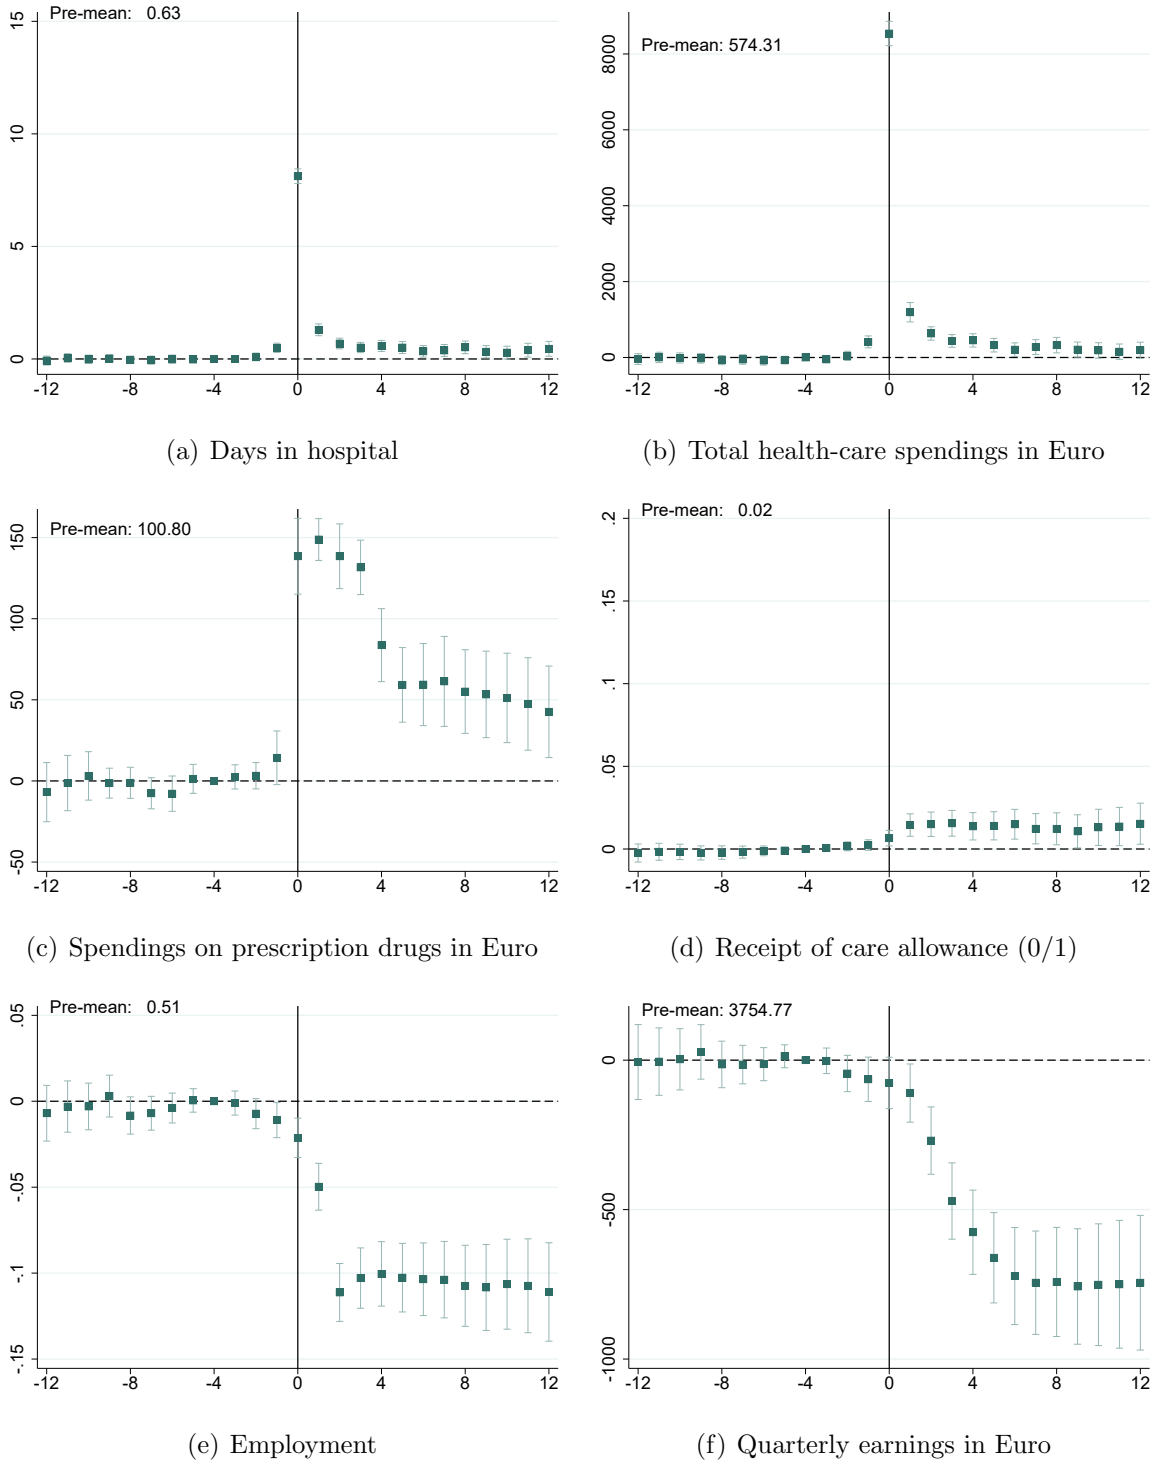 Pre-mean: 0.63
15
10
5
0
-12 -8 -4 0 4 8 12
(a) Days in hospital
Pre-mean: 574.31
8000
6000
4000
2000
0
-12 -8 -4 0 4 8 12
(b) Total health-care spendings in Euro
Pre-mean: 100.80
150
100
50
0
-50
-12 -8 -4 0 4 8 12
(c) Spendings on prescription drugs in Euro
Pre-mean: 0.02
.2
.15
.1
.05
0
-12 -8 -4 0 4 8 12
(d) Receipt of care allowance (0/1)
Pre-mean: 0.51
.05
0
-.05
-.1
-.15
-12 -8 -4 0 4 8 12
(e) Employment
Pre-mean: 3754.77
0
-500
-1000
-12 -8 -4 0 4 8 12
(f) Quarterly earnings in Euro